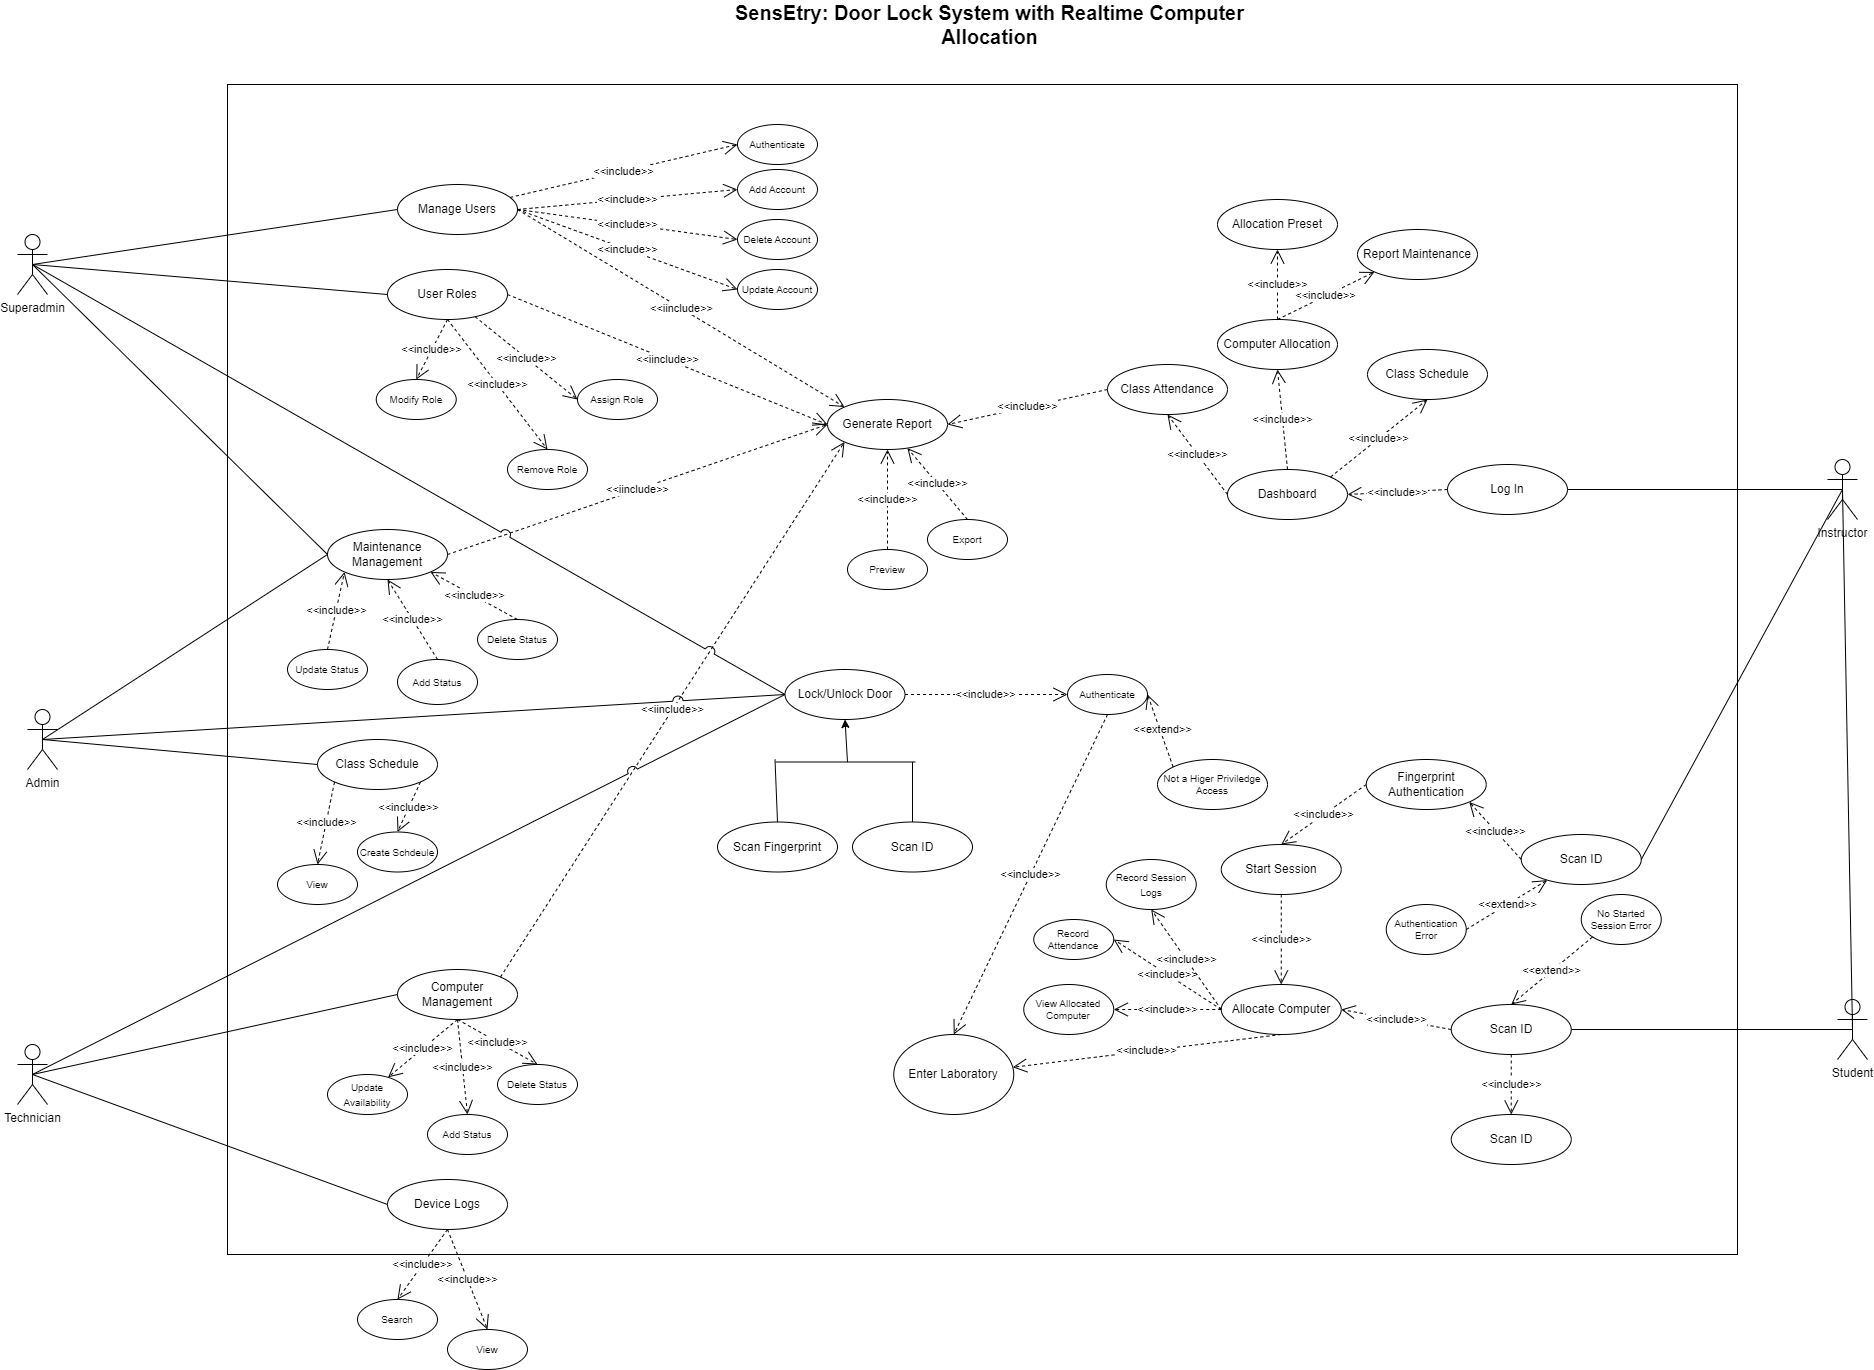 SensEtry: Door Lock System with Realtime Computer
Allocation
Authenticate
<<include>>
Manage Users
<<include>>
Add Account
<<include>>
Delete Account
<<include>>
Update Account
<<iinclude>>
Superadmin
User Roles
<<iinclude>>
<<include>>
<<include>>
<<include>>
Modify Role
Assign Role
Remove Role
Allocation Preset
Report Maintenance
<<include>>
<<include>>
Computer Allocation
Class Schedule
Class Attendance
<<include>>
Generate Report
<<include>>
<<include>>
<<include>>
Dashboard
<<include>>
Log In
Instructor
<<include>>
<<include>>
Export
Preview
<<iinclude>>
Maintenance
Management
<<include>>
<<include>>
<<include>>
Update Status
Add Status
Delete Status
Lock/Unlock Door
<<include>>
Authenticate
<<extend>>
Not a Higer Priviledge
Access
<<iinclude>>
Admin
Class Schedule
<<include>>
<<include>>
Create Schdeule
View
Scan Fingerprint
Scan ID
<<include>>
Fingerprint
Authentication
<<include>>
<<include>>
Start Session
Scan ID
Record Session
Logs
Authentication
Error
<<extend>>
No Started
Session Error
Record
Attendance
<<include>>
<<include>>
<<include>>
<<extend>>
View Allocated
Computer
<<include>>
Allocate Computer
<<include>>
Scan ID
Student
<<include>>
Enter Laboratory
<<include>>
Scan ID
Computer
Management
Technician
<<include>>
<<include>>
<<include>>
Update
Availability
Add Status
Delete Status
Device Logs
<<include>>
<<include>>
Search
View